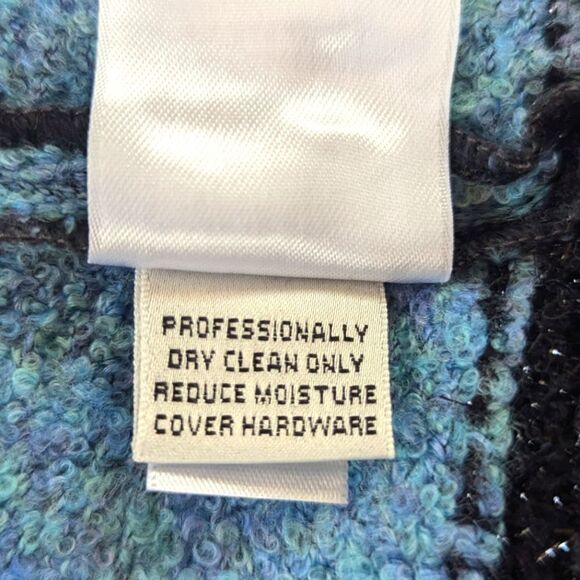 PROFESSIONALLY
DRY CLEAN ONLY
REDUCE MOISTURE
COVER HARDWARE